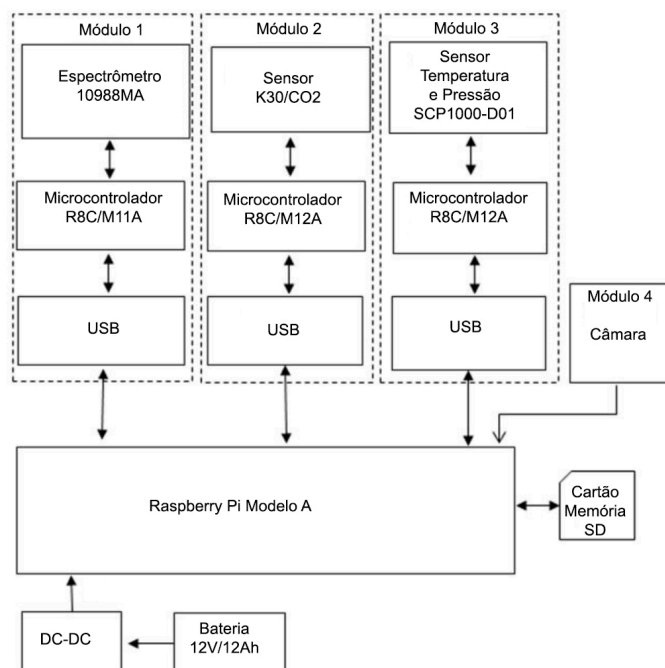 Módulo 1
Espectrômetro
10988MA
Microcontrolador
R8C/M11A
USB
Módulo 2
Sensor
K30/CO2
Microcontrolador
R8C/M12A
USB
Módulo 3
Sensor
Temperatura
e Pressão
SCP1000-D01
Microcontrolador
R8C/M12A
USB
Módulo 4
Câmara
Raspberry Pi Modelo A
Cartão
Memória
SD
DC-DC
Bateria
12V/12Ah